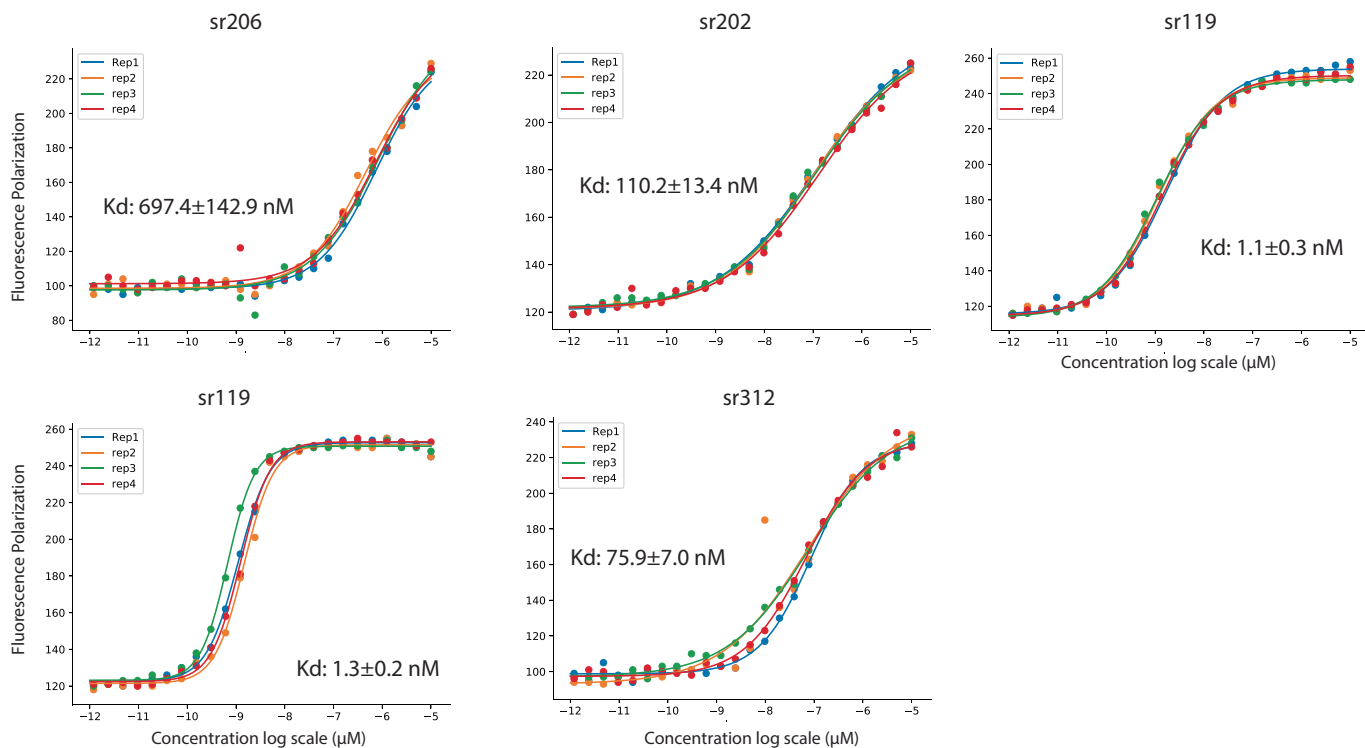 sr206
220
200
180
160
140
120
100
80
Fluorescence Polarization
Rep1
rep2
rep3
rep4
Kd: 697.4±142.9 nM
−12 −11 −10 −9 −8 −7 −6 −5
sr202
220
200
180
160
140
120
Rep1
rep2
rep3
rep4
Kd: 110.2±13.4 nM
−12 −11 −10 −9 −8 −7 −6 −5
sr119
260
240
220
200
180
160
140
120
Rep1
rep2
rep3
rep4
Kd: 1.1±0.3 nM
−12 −11 −10 −9 −8 −7 −6 −5
Concentration log scale (μM)
sr119
260
240
220
200
180
160
140
120
Fluorescence Polarization
Rep1
rep2
rep3
rep4
Kd: 1.3±0.2 nM
−12 −11 −10 −9 −8 −7 −6 −5
Concentration log scale (μM)
sr312
240
220
200
180
160
140
120
100
Rep1
rep2
rep3
rep4
Kd: 75.9±7.0 nM
−12 −11 −10 −9 −8 −7 −6 −5
Concentration log scale (μM)